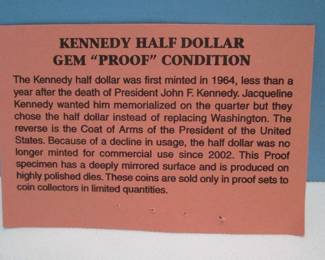 KENNEDY HALF DOLLAR
GEM "PROOF" CONDITION
The Kennedy half dollar was first minted in 1964, less than a
year after the death of President John F. Kennedy. Jacqueline
Kennedy wanted him memorialized on the quarter but they
chose the half dollar instead of replacing Washington. The
reverse is the Coat of Arms of the President of the United
States. Because of a decline in usage, the half dollar was no
longer minted for commercial use since 2002. This Proof
specimen has a deeply mirrored surface and is produced on
highly polished dies. These coins are sold only in proof sets to
coin collectors in limited quantities.